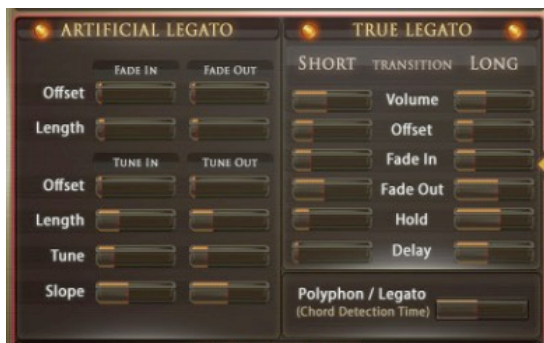 ARTIFICIAL LEGATO
FADE IN FADE OUT
Offset
Length
TUNE IN TUNE OUT
Offset
Length
Tune
Slope
TRUE LEGATO
SHORT TRANSITION LONG
Volume
Offset
Fade In
Fade Out
Hold
Delay
Polyphon / Legato
(Chord Detection Time)